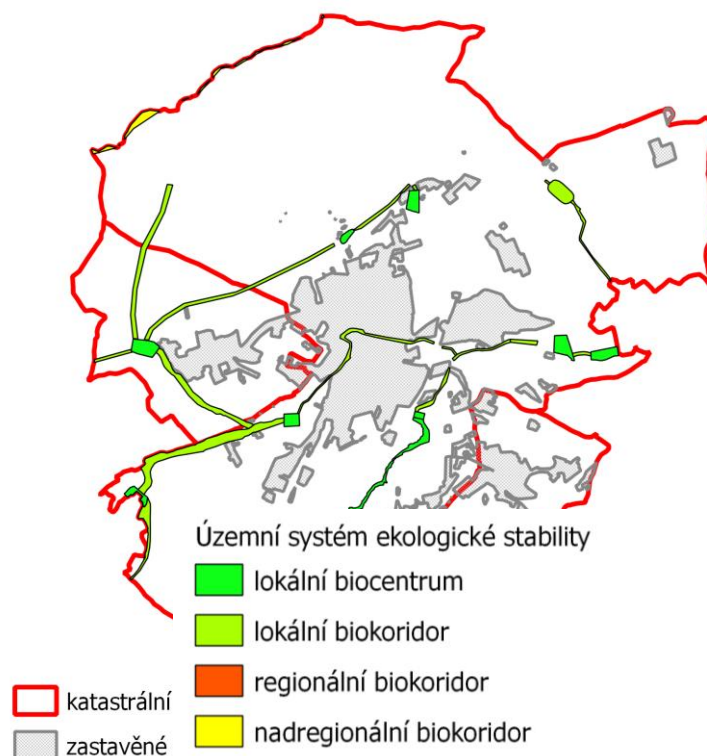 Územní systém ekologické stability
lokální biocentrum
lokální biokoridor
regionální biokoridor
nadregionální biokoridor
katastrální
zastavěné